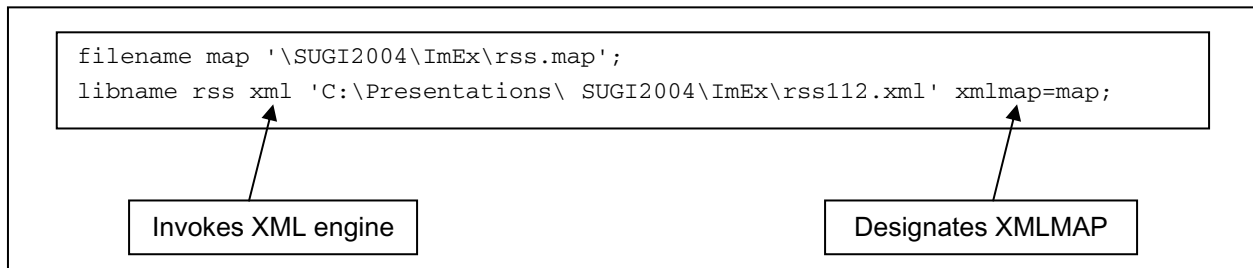 filename map '\SUGI2004\ImEx\rss.map';
libname rss xml 'C:\Presentations\ SUGI2004\ImEx\rss112.xml' xmlmap=map;
Invokes XML engine
Designates XMLMAP